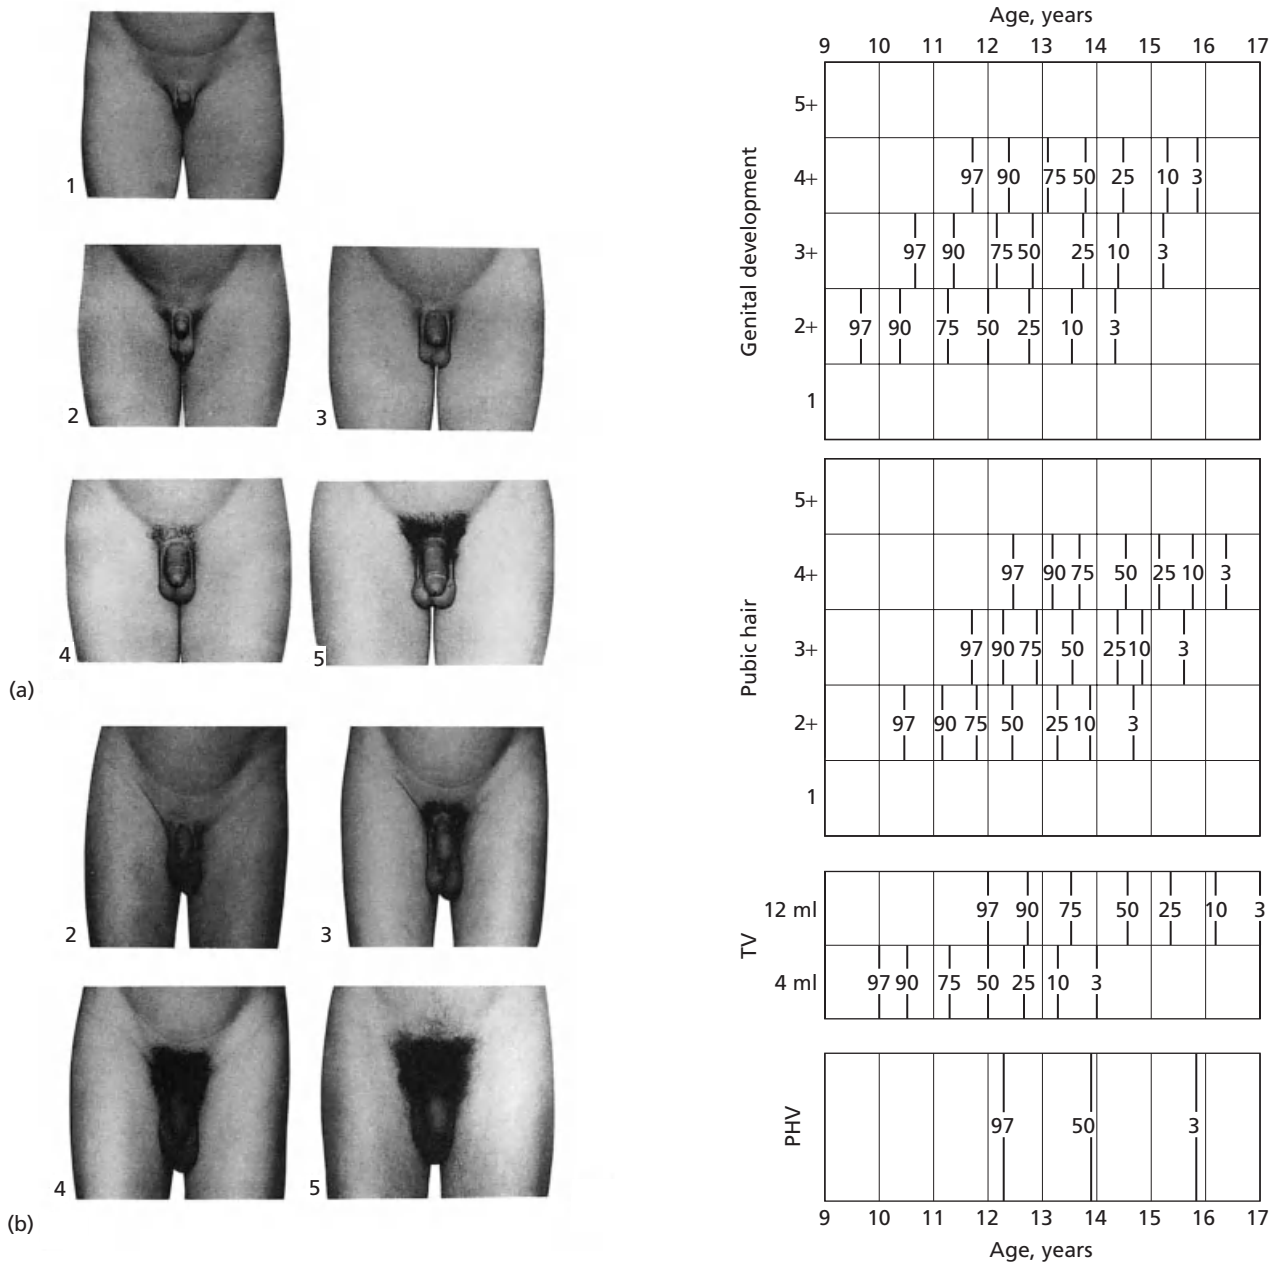 1
2
3
4
5
(a)
2
3
4
5
(b)
Age, years
9 10 11 12 13 14 15 16 17
Genital development
5+
4+ 97 90 75 50 25 10 3
3+ 97 90 75 50 25 10 3
2+ 97 90 75 50 25 10 3
1
Pubic hair
5+
4+ 97 90 75 50 25 10 3
3+ 97 90 75 50 25 10 3
2+ 97 90 75 50 25 10 3
1
TV
12 ml 97 90 75 50 25 10 3
4 ml 97 90 75 50 25 10 3
PHV
97 50 3
9 10 11 12 13 14 15 16 17
Age, years